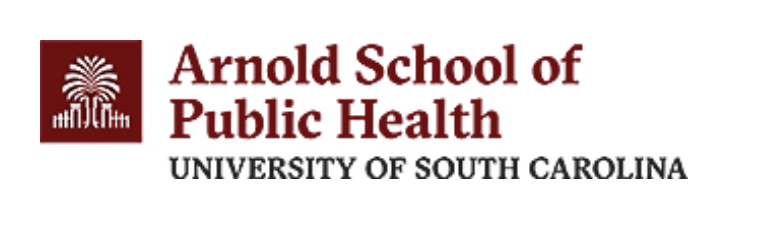 Arnold School of
Public Health
UNIVERSITY OF SOUTH CAROLINA